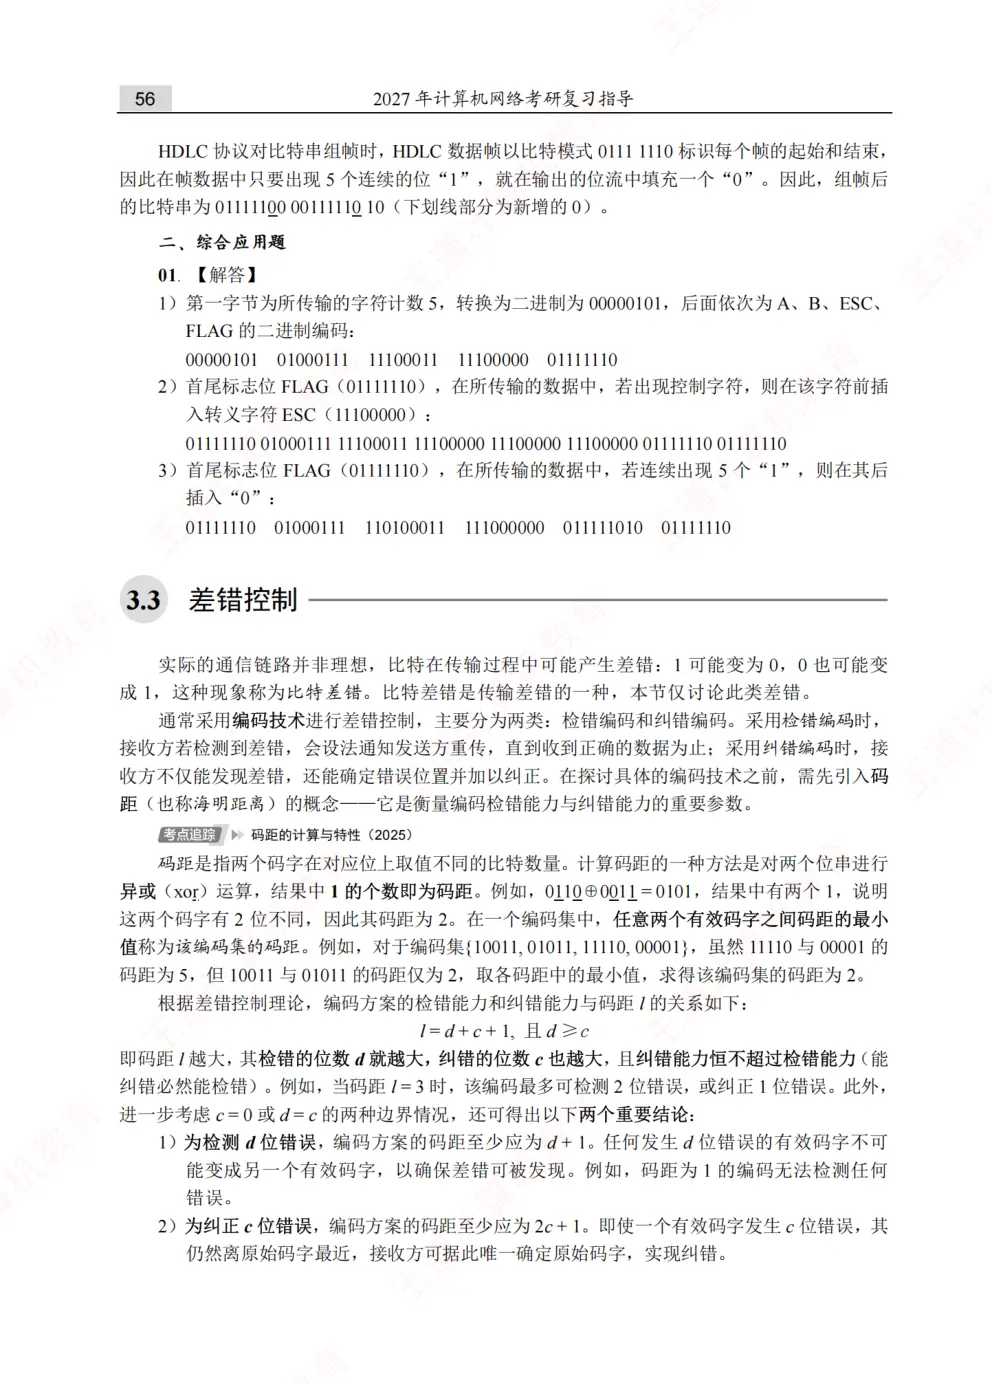 56
2027 年计算机网络考研复习指导
HDLC 协议对比特串组帧时，HDLC 数据帧以比特模式 0111 1110 标识每个帧的起始和结束，
因此在帧数据中只要出现 5 个连续的位“1”，就在输出的位流中填充一个“0”。因此，组帧后
的比特串为 01111100 00111110 10（下划线部分为新增的 0）。
二、综合应用题
01. 【解答】
1）第一字节为所传输的字符计数 5，转换为二进制为 00000101，后面依次为 A、B、ESC、
FLAG 的二进制编码：
00000101 01000111 11100011 11100000 01111110
2）首尾标志位 FLAG（01111110），在所传输的数据中，若出现控制字符，则在该字符前插
入转义字符 ESC（11100000）：
01111110 01000111 11100011 11100000 11100000 11100000 01111110 01111110
3）首尾标志位 FLAG（01111110），在所传输的数据中，若连续出现 5 个“1”，则在其后
插入“0”：
01111110 01000111 110100011 111000000 011111010 01111110
3.3 差错控制
实际的通信链路并非理想，比特在传输过程中可能产生差错：1 可能变为 0，0 也可能变
成 1，这种现象称为比特差错。比特差错是传输差错的一种，本节仅讨论此类差错。
通常采用编码技术进行差错控制，主要分为两类：检错编码和纠错编码。采用检错编码时，
接收方若检测到差错，会设法通知发送方重传，直到收到正确的数据为止；采用纠错编码时，接
收方不仅能发现差错，还能确定错误位置并加以纠正。在探讨具体的编码技术之前，需先引入码
距（也称海明距离）的概念——它是衡量编码检错能力与纠错能力的重要参数。
考点追踪 码距的计算与特性（2025）
码距是指两个码字在对应位上取值不同的比特数量。计算码距的一种方法是对两个位串进行
异或（xor）运算，结果中 1 的个数即为码距。例如，0110⊕0011 = 0101，结果中有两个 1，说明
这两个码字有 2 位不同，因此其码距为 2。在一个编码集中，任意两个有效码字之间码距的最小
值称为该编码集的码距。例如，对于编码集{10011, 01011, 11110, 00001}，虽然 11110 与 00001 的
码距为 5，但 10011 与 01011 的码距仅为 2，取各码距中的最小值，求得该编码集的码距为 2。
根据差错控制理论，编码方案的检错能力和纠错能力与码距 l 的关系如下：
l = d + c + 1, 且 d ⩾ c
即码距 l 越大，其检错的位数 d 就越大，纠错的位数 c 也越大，且纠错能力恒不超过检错能力（能
纠错必然能检错）。例如，当码距 l = 3 时，该编码最多可检测 2 位错误，或纠正 1 位错误。此外，
进一步考虑 c = 0 或 d = c 的两种边界情况，还可得出以下两个重要结论：
1）为检测 d 位错误，编码方案的码距至少应为 d + 1。任何发生 d 位错误的有效码字不可
能变成另一个有效码字，以确保差错可被发现。例如，码距为 1 的编码无法检测任何
错误。
2）为纠正 c 位错误，编码方案的码距至少应为 2c + 1。即使一个有效码字发生 c 位错误，其
仍然离原始码字最近，接收方可据此唯一确定原始码字，实现纠错。